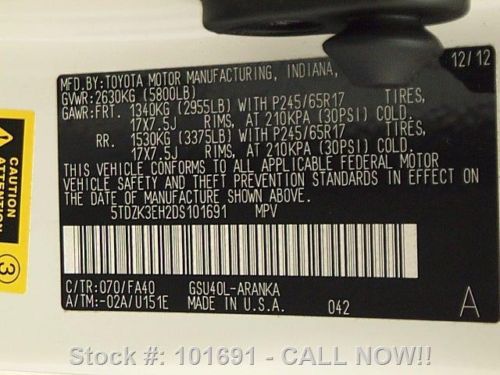 12/12
MFD.BY:TOYOTA MOTOR MANUFACTURING, INDIANA,
GVWR:2630KG (5800LB)
GAWR:FRT. 1340KG (2955LB) WITH P245/65R17 TIRES,
17X7.5J RIMS, AT 210KPA (30PSI) COLD.
RR. 1530KG (3375LB) WITH P245/65R17 TIRES,
17X7.5J RIMS, AT 210KPA (30PSI) COLD.
THIS VEHICLE CONFORMS TO ALL APPLICABLE FEDERAL MOTOR
VEHICLE SAFETY AND THEFT PREVENTION STANDARDS IN EFFECT ON
THE DATE OF MANUFACTURE SHOWN ABOVE.
5TDZK3EH2DS101691 MPV
C/TR:070/FA40 GSU40L-ARANKA
A/TM:-02A/U151E MADE IN U.S.A. 042 A
CAUTION
ATTENTION
3
Stock #: 101691 - CALL NOW!!